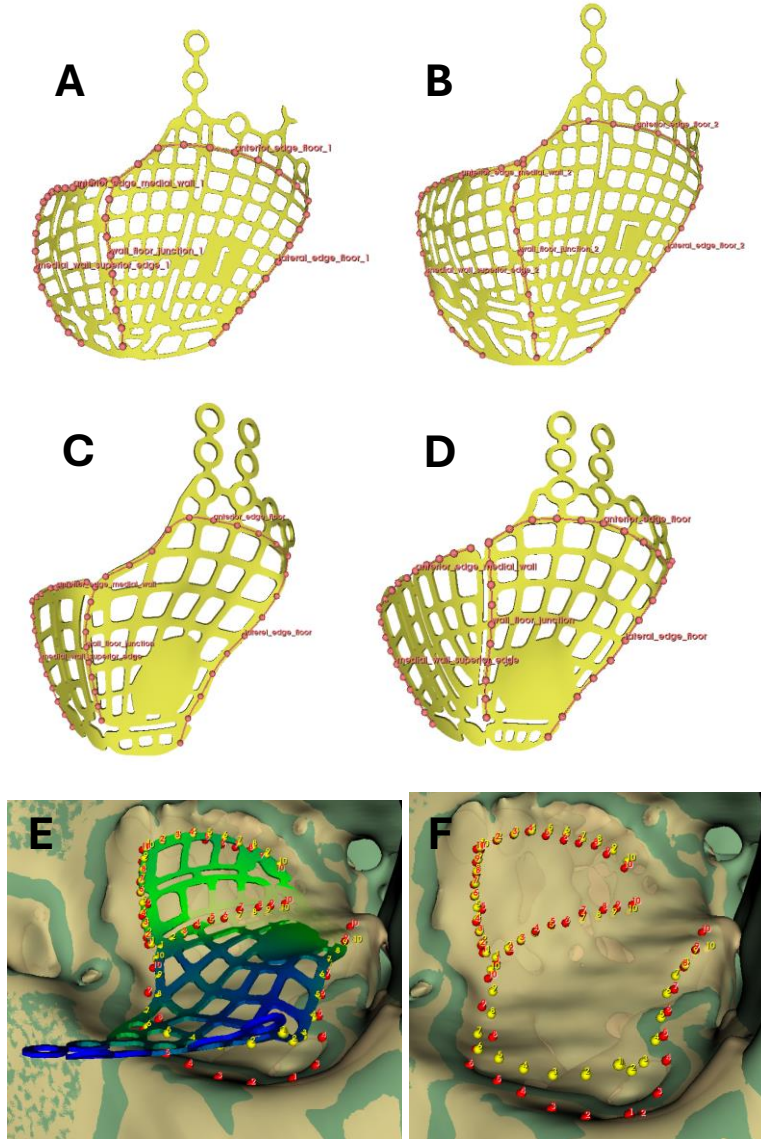 A
B
anterior_edge_floor_2
anterior_edge_floor_1
anterior_edge_medial_wall_2
anterior_edge_medial_wall_1
wall_floor_junction_1
wall_floor_junction_2
lateral_edge_floor_2
lateral_edge_floor_1
medial_wall_superior_edge_1
medial_wall_superior_edge_2
C
D
anterior_edge_floor
anterior_edge_floor
anterior_edge_medial_wall
anterior_edge_medial_wall
wall_floor_junction
lateral_edge_floor
medial_wall_superior_edge
wall_floor_junction
lateral_edge_floor
medial_wall_superior_edge
E
F